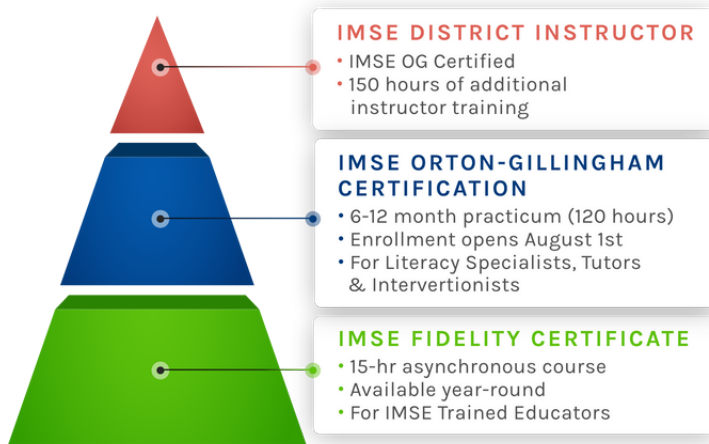 IMSE DISTRICT INSTRUCTOR
• IMSE OG Certified
• 150 hours of additional
instructor training
IMSE ORTON-GILLINGHAM
CERTIFICATION
• 6-12 month practicum (120 hours)
• Enrollment opens August 1st
• For Literacy Specialists, Tutors
& Intervertionists
IMSE FIDELITY CERTIFICATE
• 15-hr asynchronous course
• Available year-round
• For IMSE Trained Educators